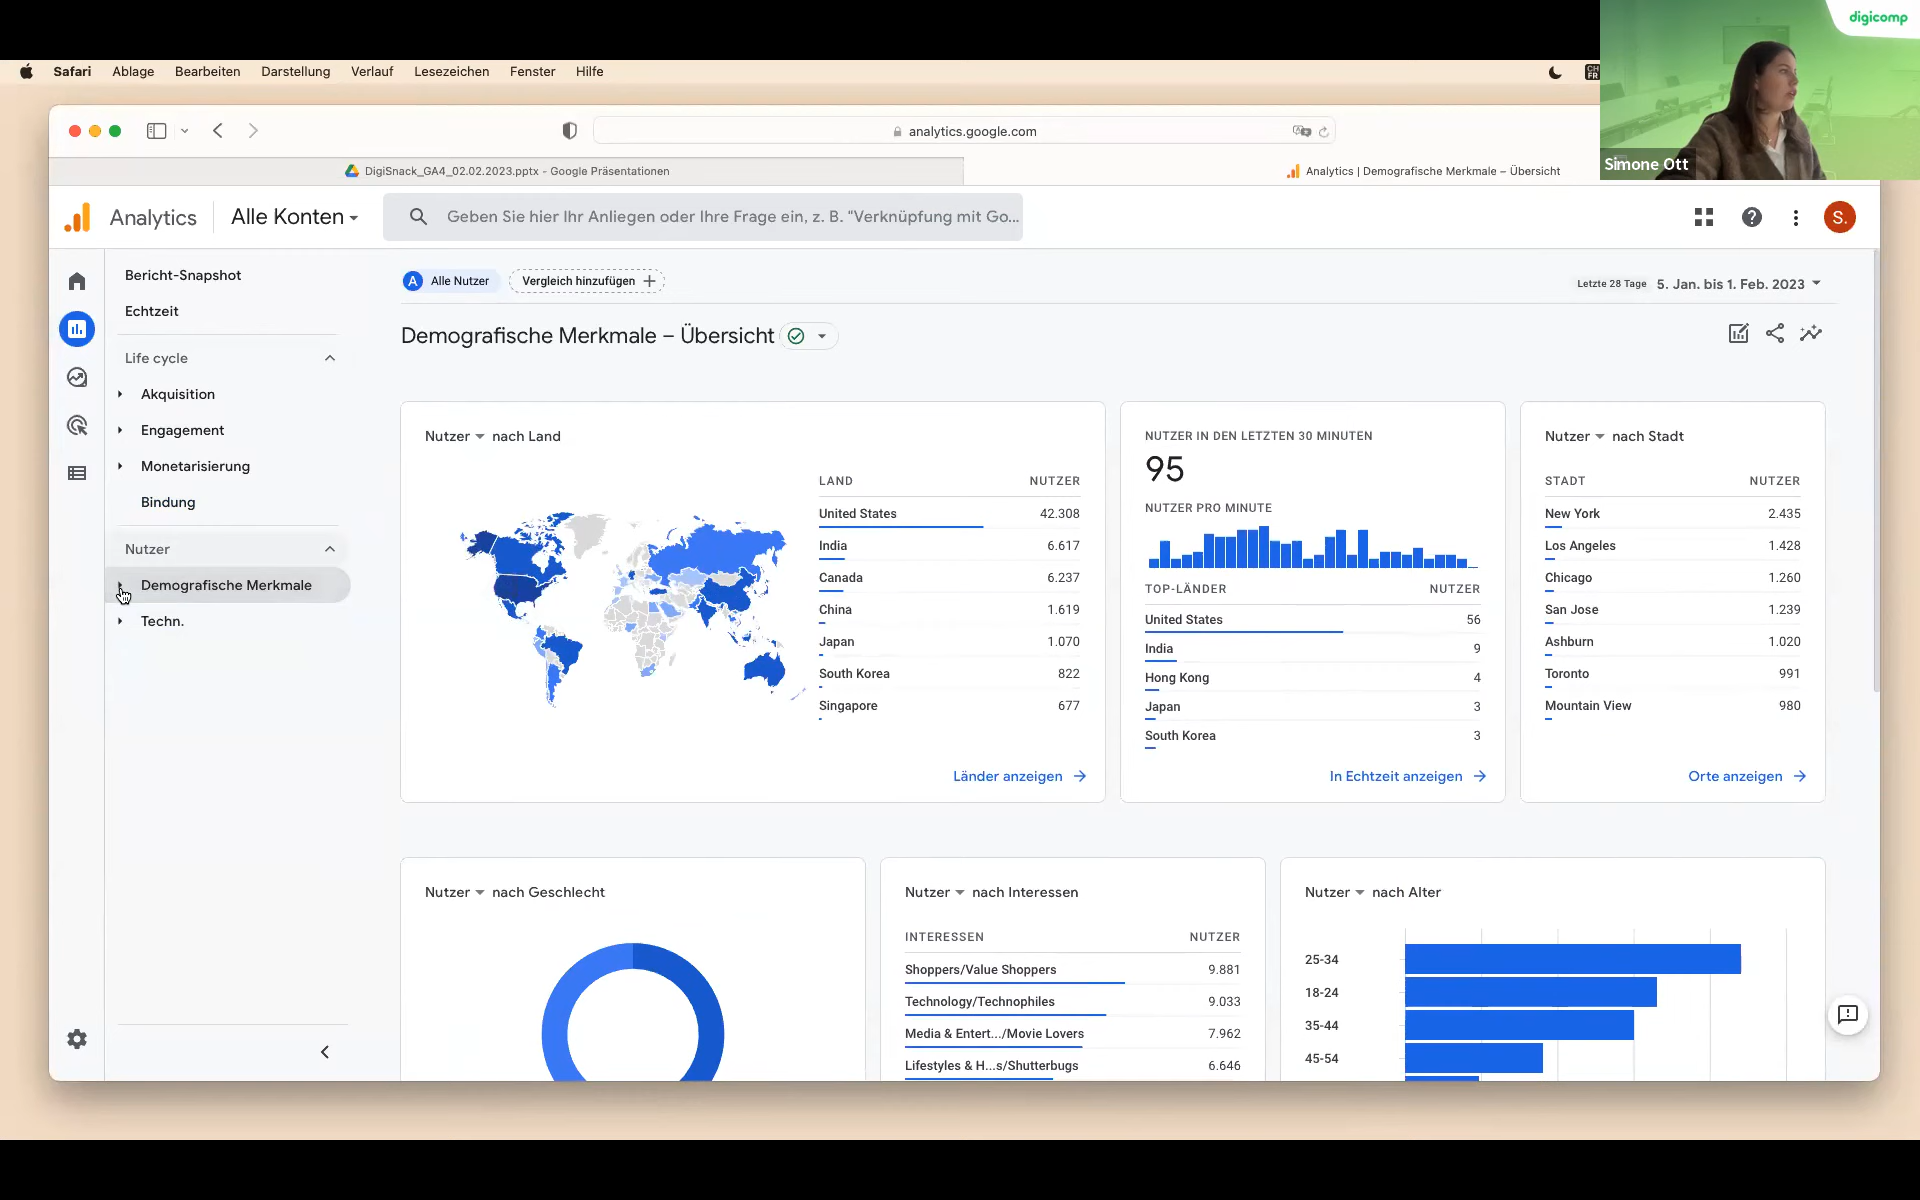 digicomp
Simone Ott
Safari Ablage Bearbeiten Darstellung Verlauf Lesezeichen Fenster Hilfe
CH
FR
analytics.google.com
DigiSnack_GA4_02.02.2023.pptx - Google Präsentationen
Analytics | Demografische Merkmale – Übersicht
Analytics
Alle Konten
Geben Sie hier Ihr Anliegen oder Ihre Frage ein, z. B. "Verknüpfung mit Go...
S.
Bericht-Snapshot
Echtzeit
Life cycle
Akquisition
Engagement
Monetarisierung
Bindung
Nutzer
Demografische Merkmale
Techn.
A Alle Nutzer
Vergleich hinzufügen
Letzte 28 Tage 5. Jan. bis 1. Feb. 2023
Demografische Merkmale – Übersicht
Nutzer nach Land
LAND NUTZER
United States 42.308
India 6.617
Canada 6.237
China 1.619
Japan 1.070
South Korea 822
Singapore 677
Länder anzeigen
NUTZER IN DEN LETZTEN 30 MINUTEN
95
NUTZER PRO MINUTE
TOP-LÄNDER NUTZER
United States 56
India 9
Hong Kong 4
Japan 3
South Korea 3
In Echtzeit anzeigen
Nutzer nach Stadt
STADT NUTZER
New York 2.435
Los Angeles 1.428
Chicago 1.260
San Jose 1.239
Ashburn 1.020
Toronto 991
Mountain View 980
Orte anzeigen
Nutzer nach Geschlecht
Nutzer nach Interessen
INTERESSEN NUTZER
Shoppers/Value Shoppers 9.881
Technology/Technophiles 9.033
Media & Entert.../Movie Lovers 7.962
Lifestyles & H...s/Shutterbugs 6.646
Nutzer nach Alter
25-34
18-24
35-44
45-54